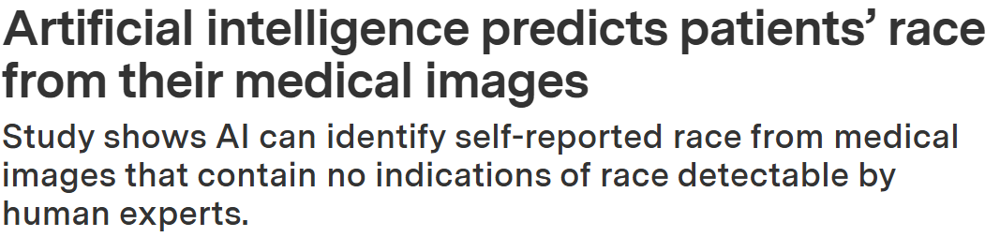 Artificial intelligence predicts patients’ race
from their medical images
Study shows AI can identify self-reported race from medical
images that contain no indications of race detectable by
human experts.